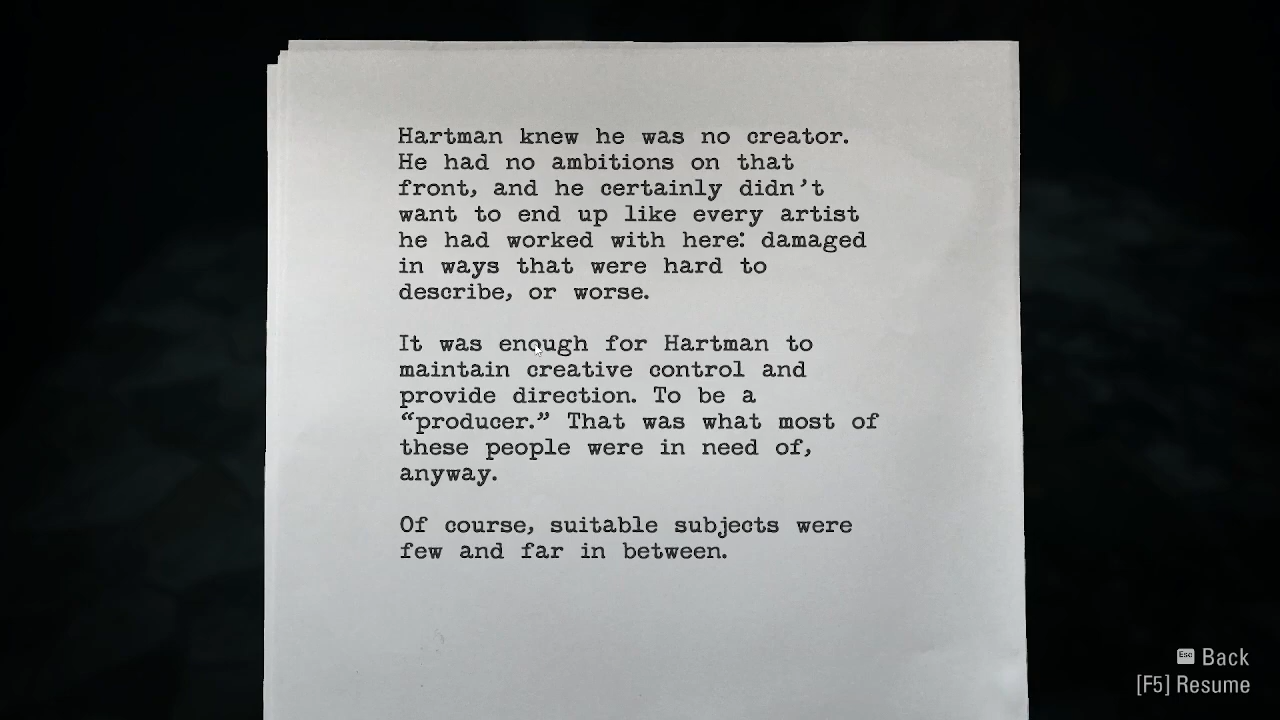 Hartman knew he was no creator.
He had no ambitions on that
front, and he certainly didn’t
want to end up like every artist
he had worked with here: damaged
in ways that were hard to
describe, or worse.
It was enough for Hartman to
maintain creative control and
provide direction. To be a
“producer.” That was what most of
these people were in need of,
anyway.
Of course, suitable subjects were
few and far in between.
Esc Back
[F5] Resume